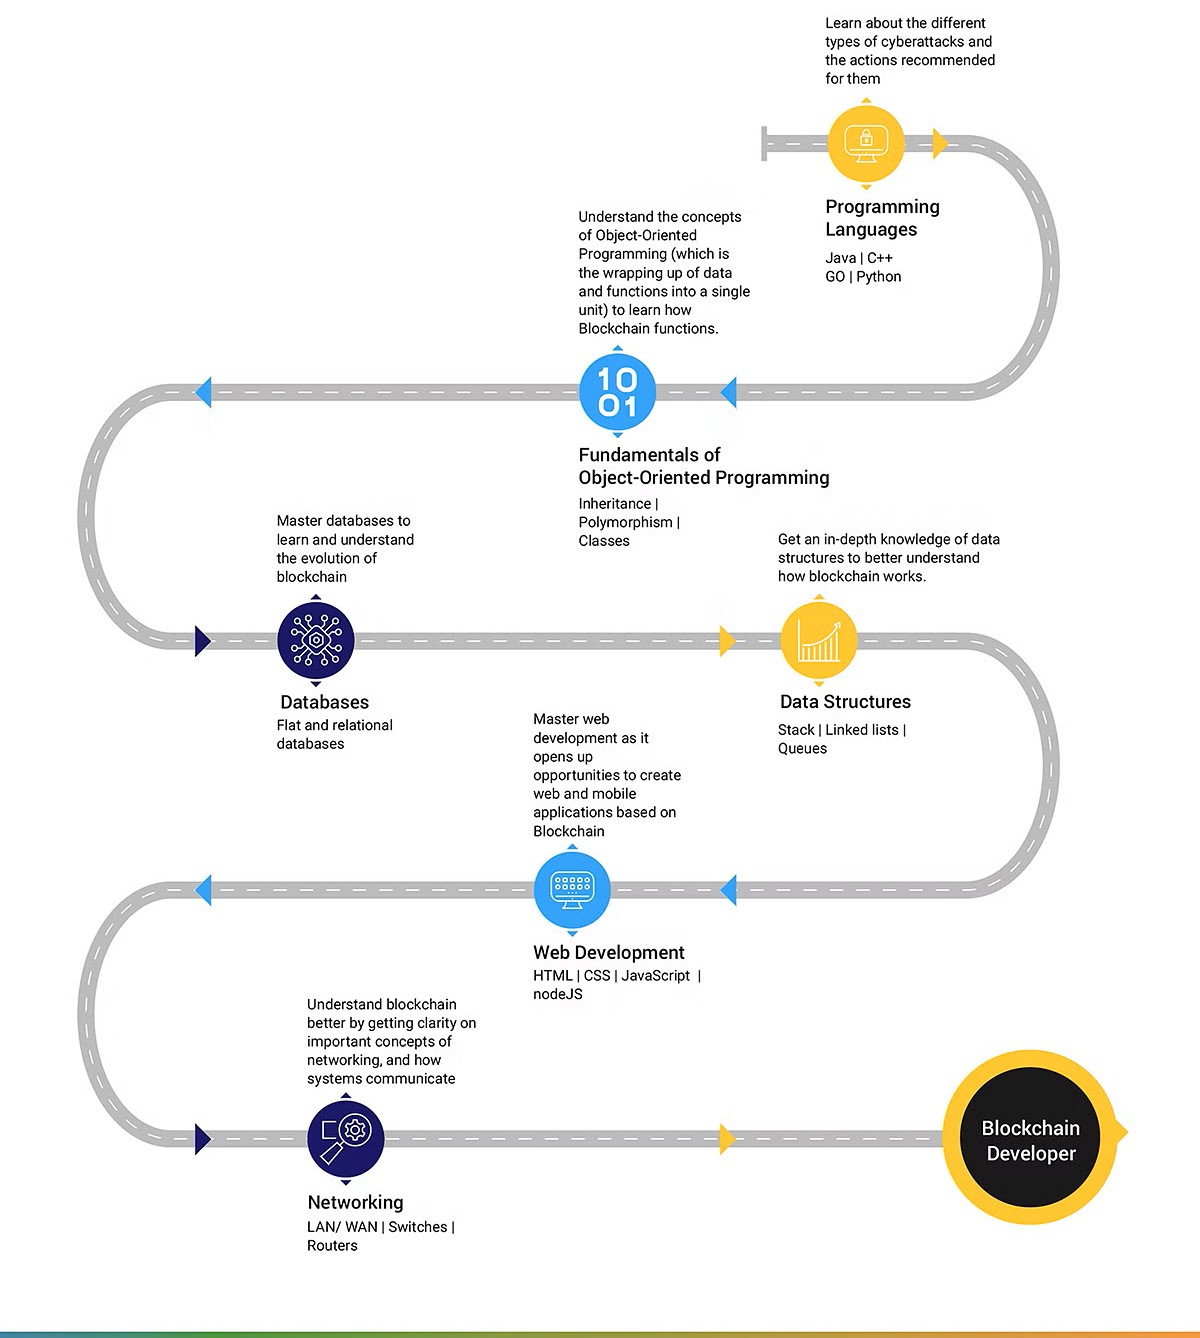 Learn about the different
types of cyberattacks and
the actions recommended
for them
Programming
Languages
Java | C++
GO | Python
Understand the concepts
of Object-Oriented
Programming (which is
the wrapping up of data
and functions into a single
unit) to learn how
Blockchain functions.
10
01
Fundamentals of
Object-Oriented Programming
Inheritance |
Polymorphism |
Classes
Master databases to
learn and understand
the evolution of
blockchain
Databases
Flat and relational
databases
Get an in-depth knowledge of data
structures to better understand
how blockchain works.
Data Structures
Stack | Linked lists |
Queues
Master web
development as it
opens up
opportunities to create
web and mobile
applications based on
Blockchain
Web Development
HTML | CSS | JavaScript |
nodeJS
Understand blockchain
better by getting clarity on
important concepts of
networking, and how
systems communicate
Networking
LAN/ WAN | Switches |
Routers
Blockchain
Developer